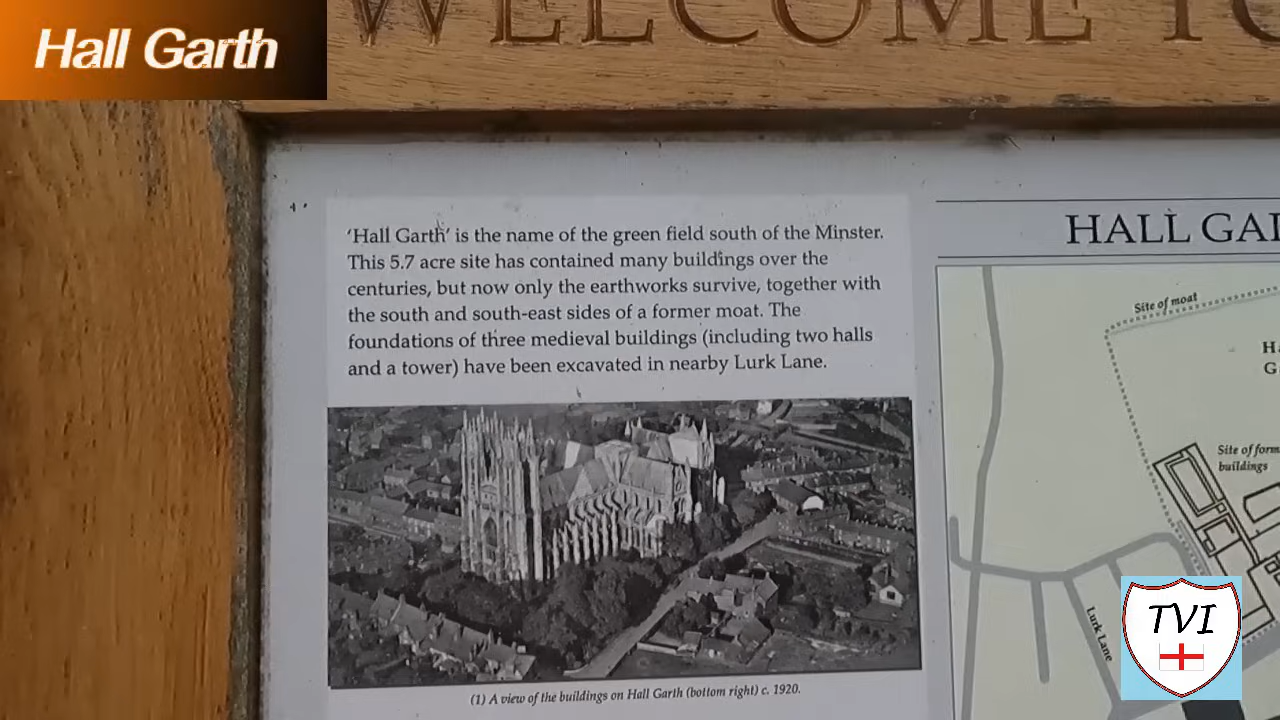 Hall Garth
WELCOME TO
'Hall Garth' is the name of the green field south of the Minster.
This 5.7 acre site has contained many buildings over the
centuries, but now only the earthworks survive, together with
the south and south-east sides of a former moat. The
foundations of three medieval buildings (including two halls
and a tower) have been excavated in nearby Lurk Lane.
(1) A view of the buildings on Hall Garth (bottom right) c. 1920.
HALL GA
Site of moat
H
G
Site of form
buildings
Lurk Lane
TVI